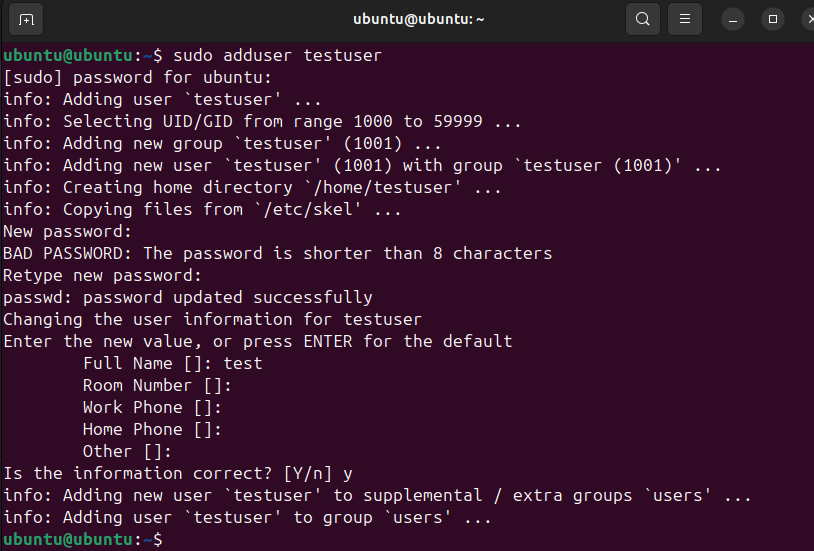 ubuntu@ubuntu: ~
ubuntu@ubuntu:~$ sudo adduser testuser
[sudo] password for ubuntu:
info: Adding user `testuser' ...
info: Selecting UID/GID from range 1000 to 59999 ...
info: Adding new group `testuser' (1001) ...
info: Adding new user `testuser' (1001) with group `testuser (1001)' ...
info: Creating home directory `/home/testuser' ...
info: Copying files from `/etc/skel' ...
New password:
BAD PASSWORD: The password is shorter than 8 characters
Retype new password:
passwd: password updated successfully
Changing the user information for testuser
Enter the new value, or press ENTER for the default
        Full Name []: test
        Room Number []:
        Work Phone []:
        Home Phone []:
        Other []:
Is the information correct? [Y/n] y
info: Adding new user `testuser' to supplemental / extra groups `users' ...
info: Adding user `testuser' to group `users' ...
ubuntu@ubuntu:~$